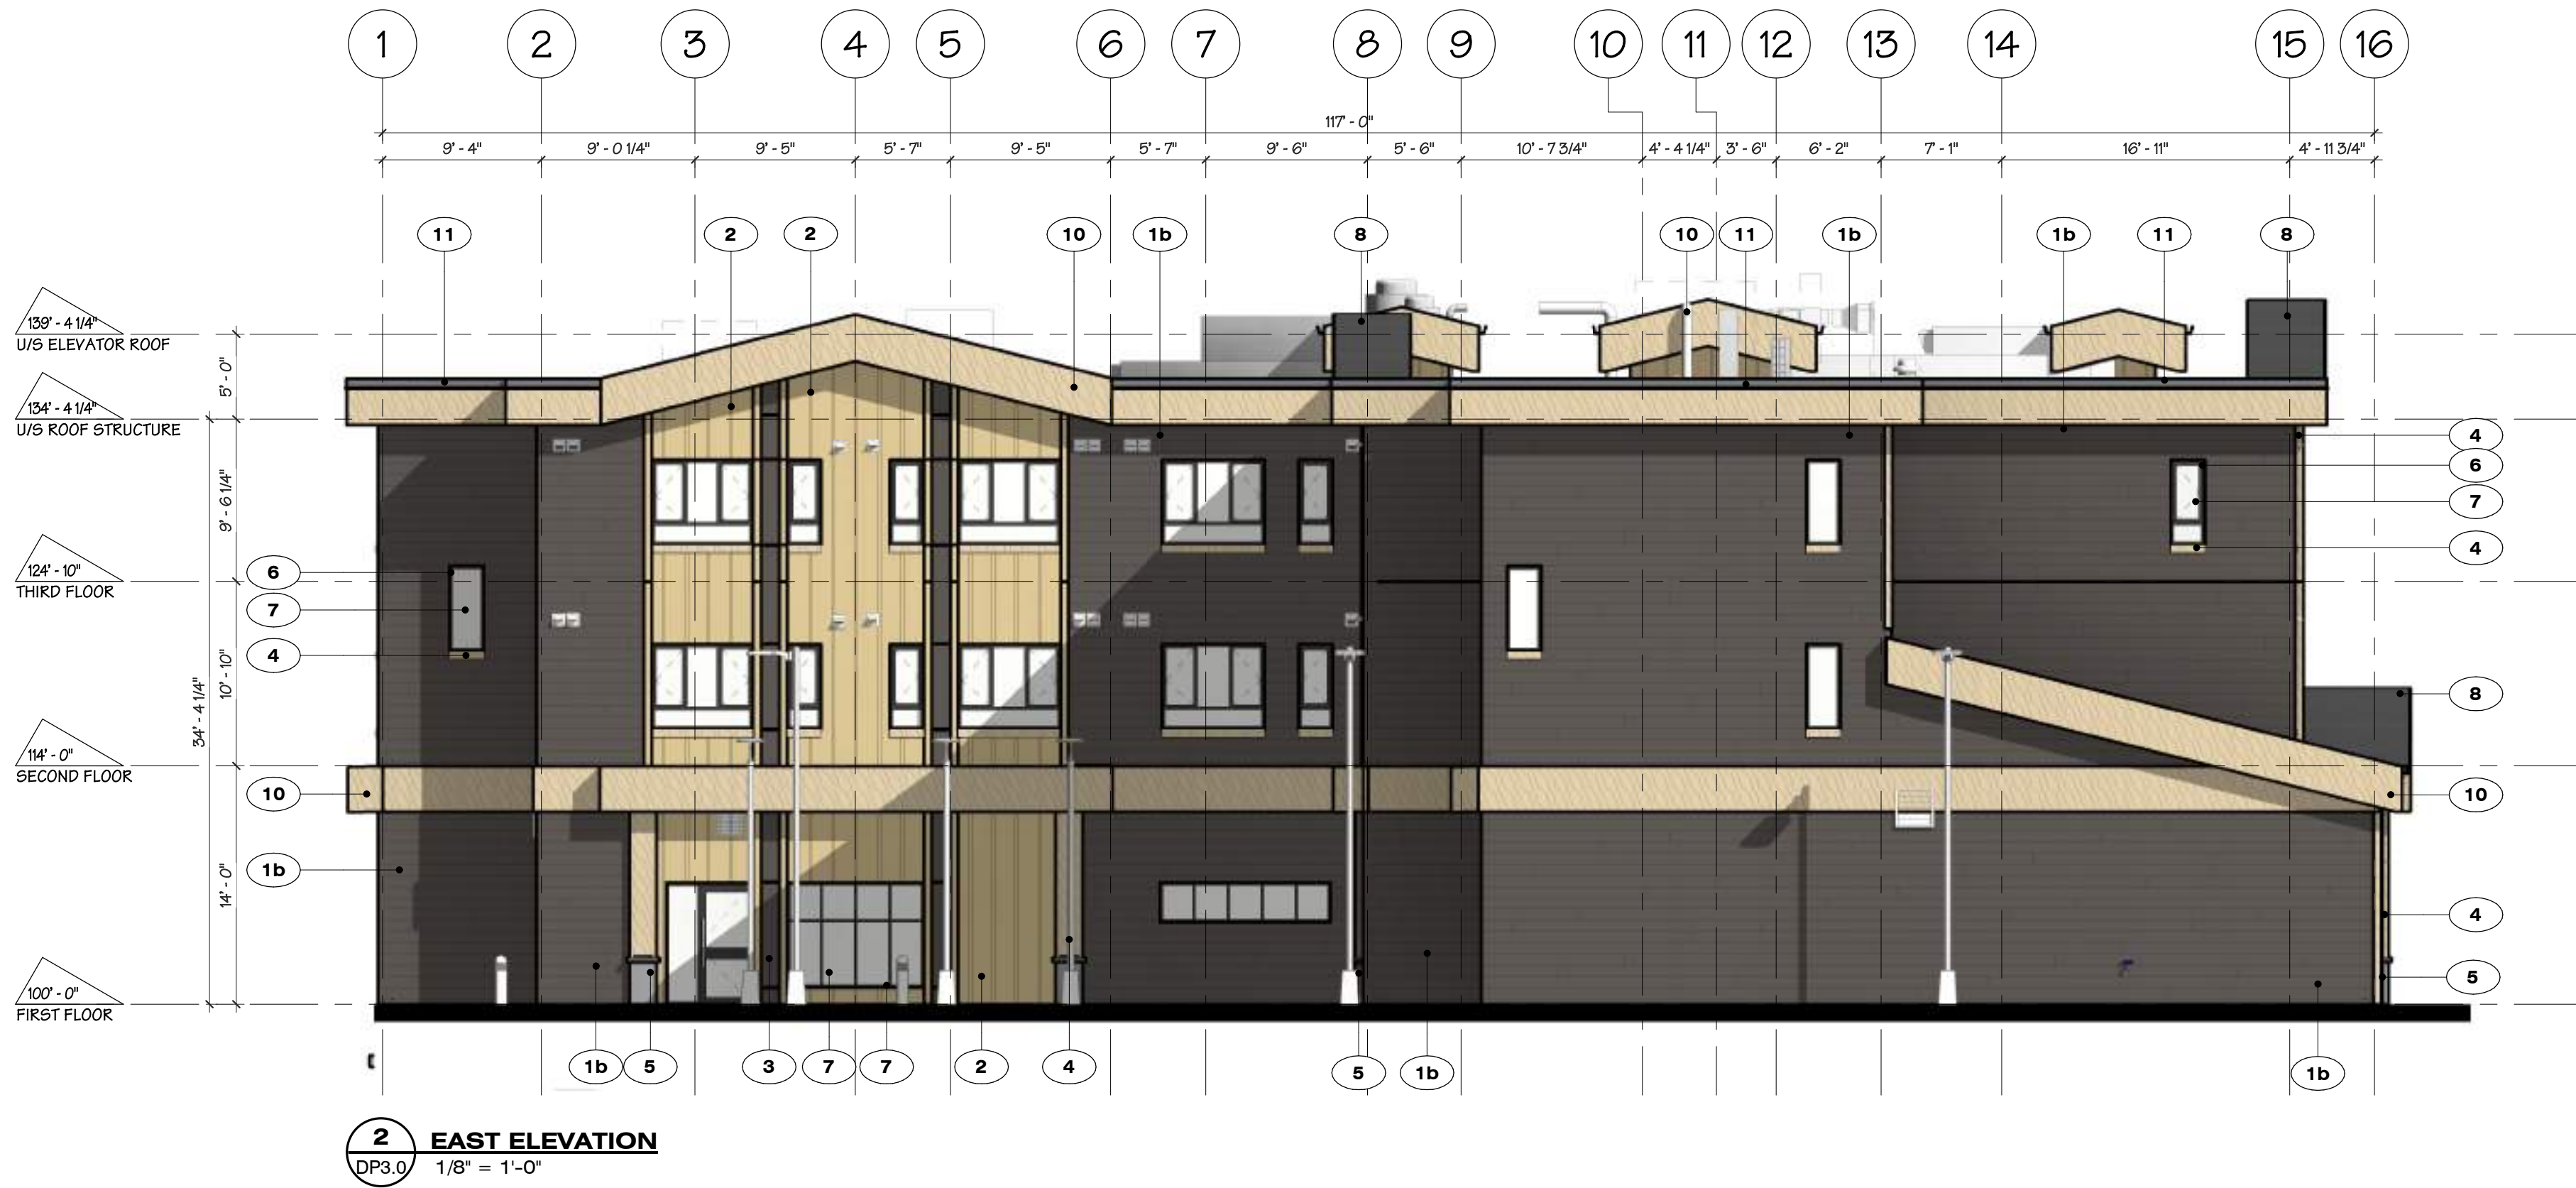 1 2 3 4 5 6 7 8 9 10 11 12 13 14 15 16
117' - 0"
9' - 4" 9' - 0 1/4" 9' - 5" 5' - 7" 9' - 5" 5' - 7" 9' - 6" 5' - 6" 10' - 7 3/4" 4' - 4 1/4" 3' - 6" 6' - 2" 7' - 1" 16' - 11" 4' - 11 3/4"
11 2 2 10 1b 8 10 11 1b 1b 11 8
139' - 4 1/4"
U/S ELEVATOR ROOF
5' - 0"
134' - 4 1/4"
U/S ROOF STRUCTURE
4
6
9' - 6 1/4"
7
4
124' - 10"
THIRD FLOOR
6
7
4
10' - 10"
34' - 4 1/4"
8
114' - 0"
SECOND FLOOR
10
10
1b
14' - 0"
4
5
100' - 0"
FIRST FLOOR
1b 5 3 7 7 2 4 5 1b 1b
2
DP3.0
EAST ELEVATION
1/8" = 1'-0"